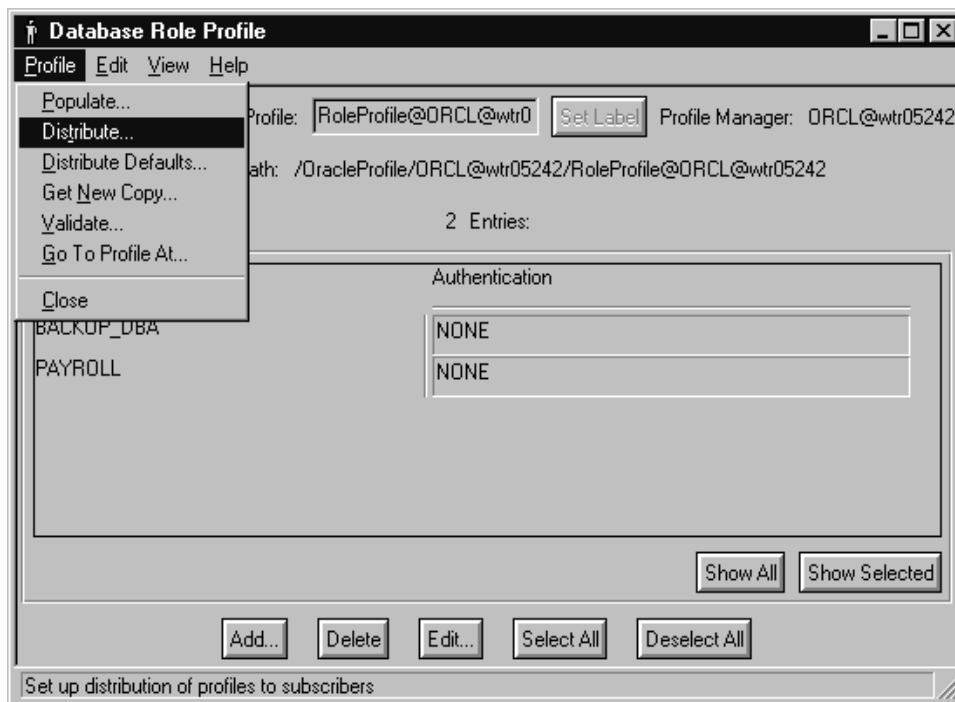 Database Role Profile
Profile Edit View Help
Populate...
Distribute...
Distribute Defaults...
Get New Copy...
Validate...
Go To Profile At...
Close
Profile: RoleProfile@ORCL@wtr0 Set Label Profile Manager: ORCL@wtr05242
ath: /OracleProfile/ORCL@wtr05242/RoleProfile@ORCL@wtr05242
2 Entries:
Authentication
BACKUP_DBA NONE
PAYROLL NONE
Show All Show Selected
Add... Delete Edit... Select All Deselect All
Set up distribution of profiles to subscribers